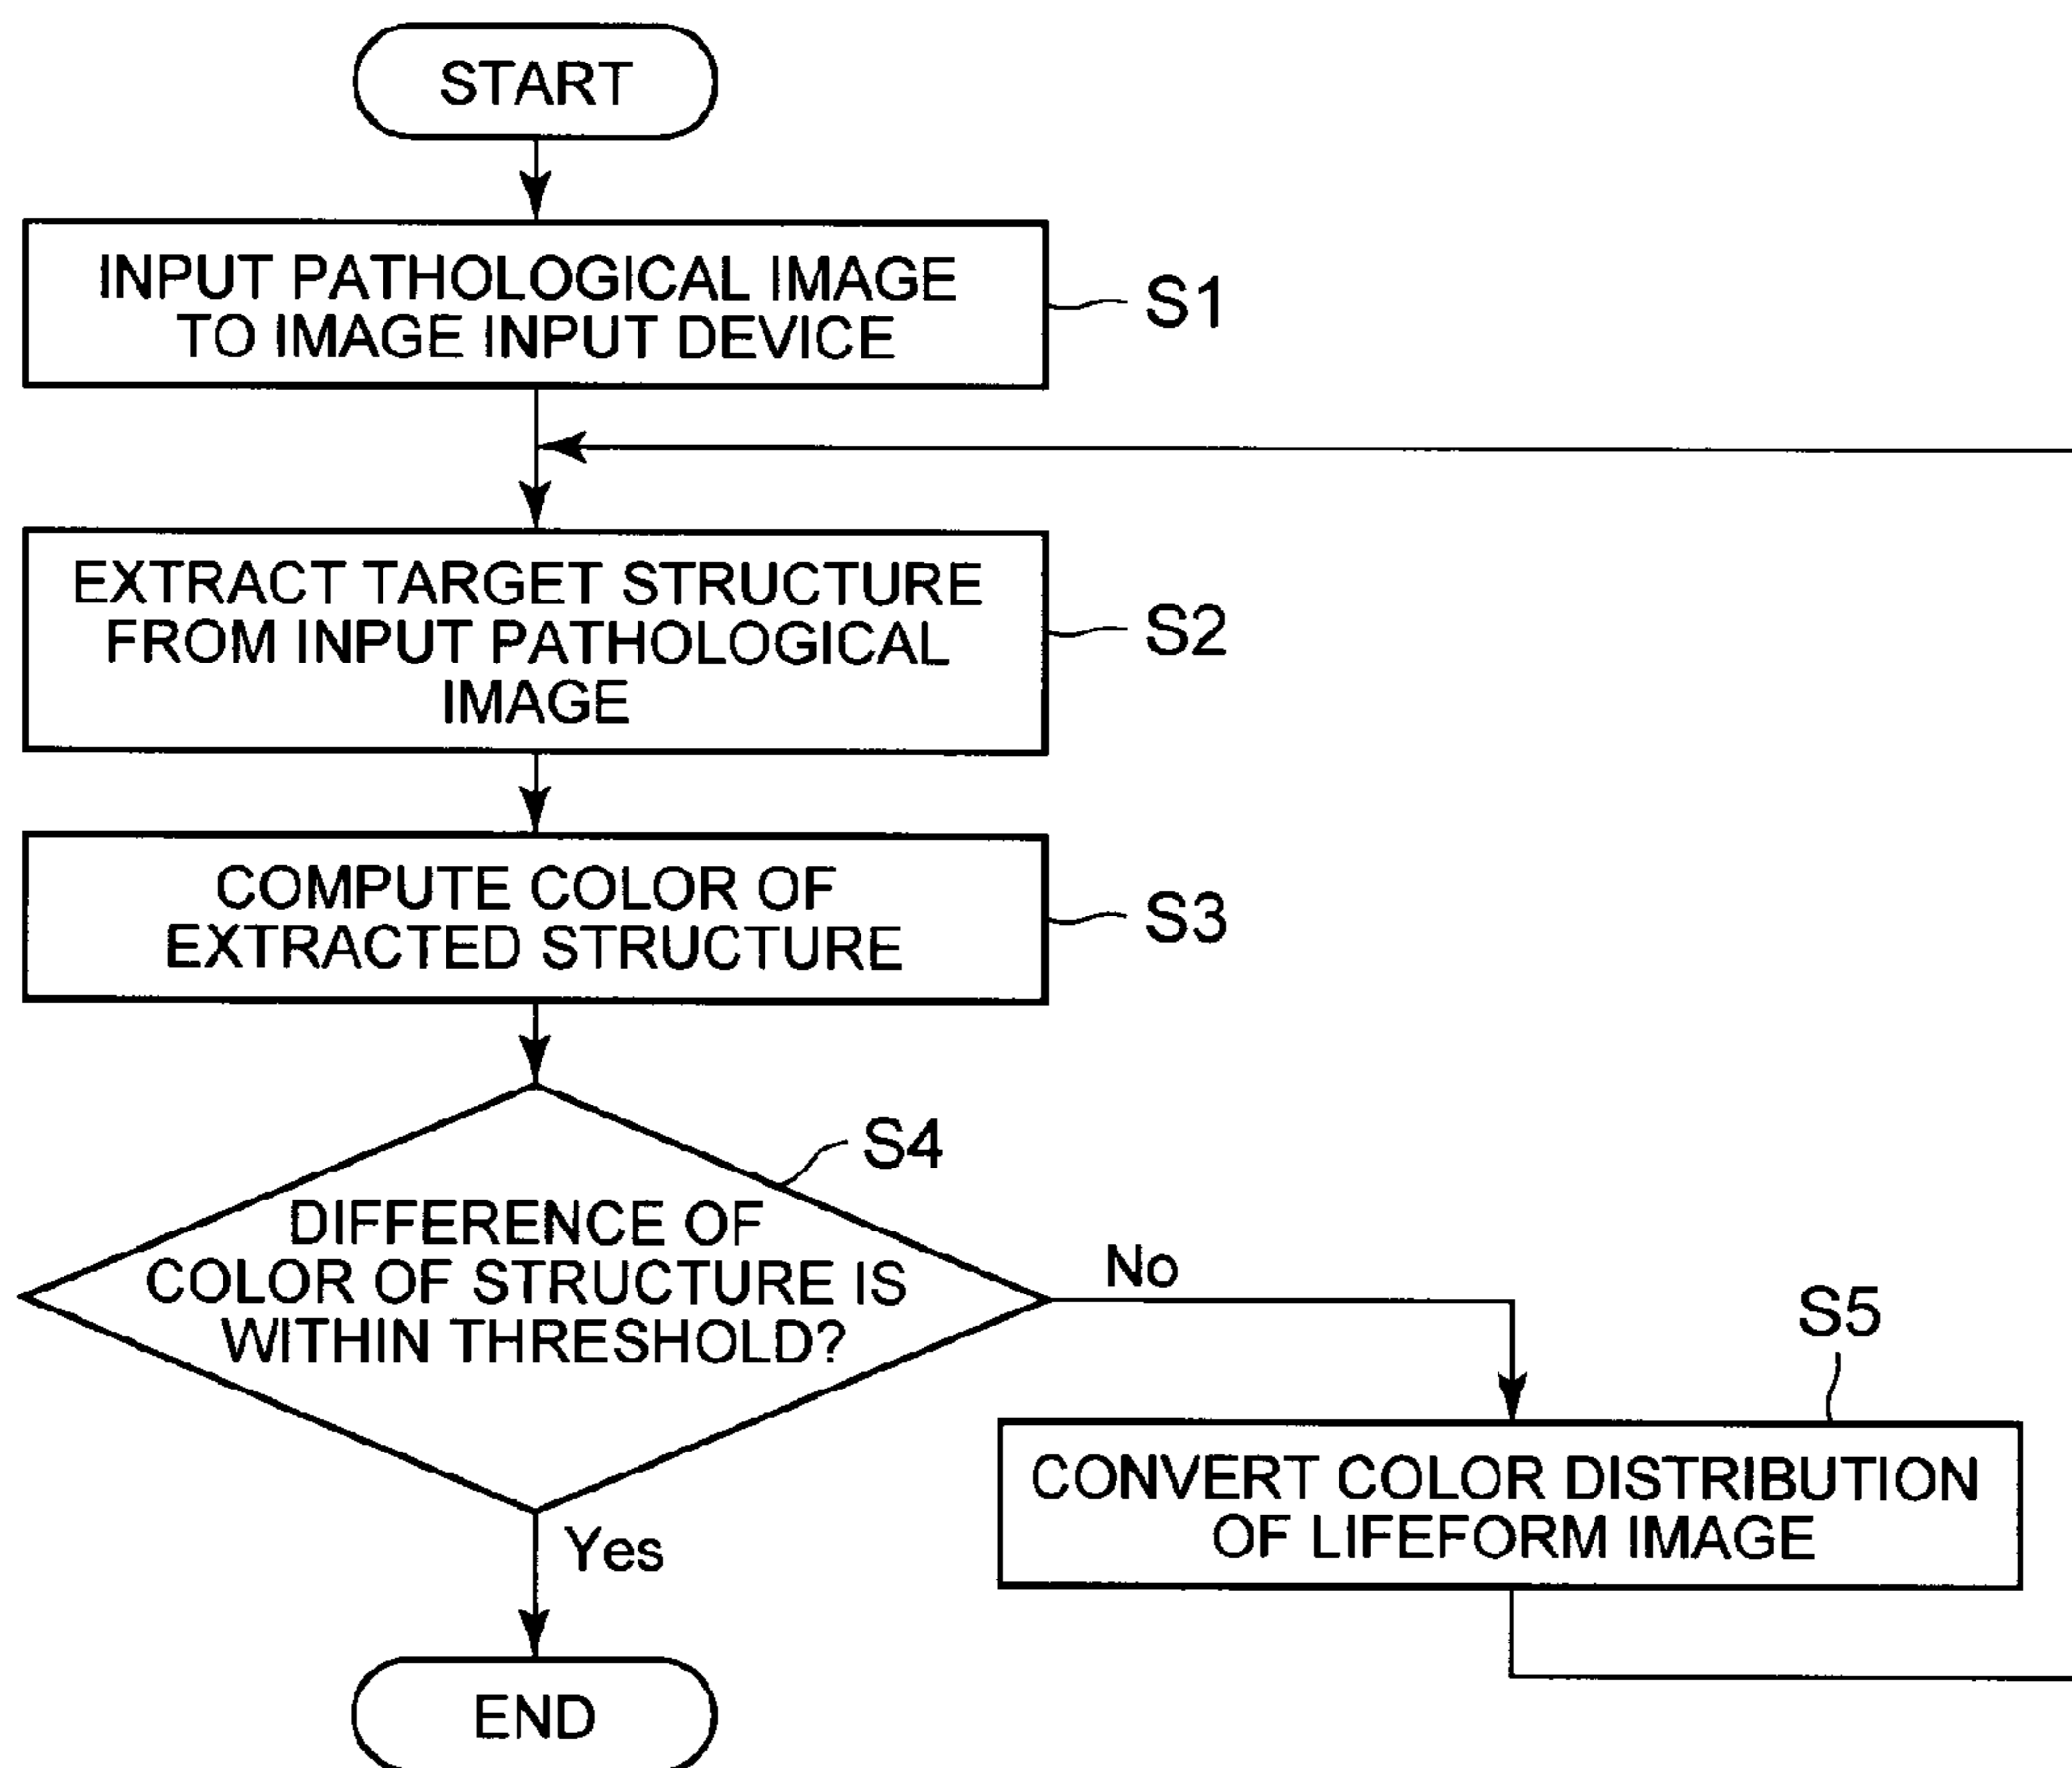 START
INPUT PATHOLOGICAL IMAGE
TO IMAGE INPUT DEVICE
S1
EXTRACT TARGET STRUCTURE
FROM INPUT PATHOLOGICAL
IMAGE
S2
COMPUTE COLOR OF
EXTRACTED STRUCTURE
S3
S4
DIFFERENCE OF
COLOR OF STRUCTURE IS
WITHIN THRESHOLD?
No
S5
CONVERT COLOR DISTRIBUTION
OF LIFEFORM IMAGE
Yes
END